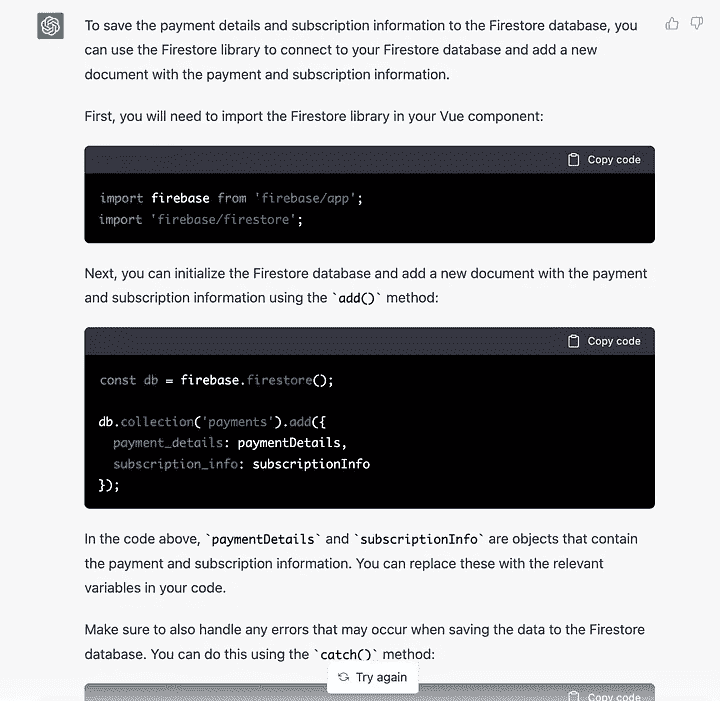 To save the payment details and subscription information to the Firestore database, you
can use the Firestore library to connect to your Firestore database and add a new
document with the payment and subscription information.
First, you will need to import the Firestore library in your Vue component:
Copy code
import firebase from 'firebase/app';
import 'firebase/firestore';
Next, you can initialize the Firestore database and add a new document with the payment
and subscription information using the `add()` method:
Copy code
const db = firebase.firestore();
db.collection('payments').add({
  payment_details: paymentDetails,
  subscription_info: subscriptionInfo
});
In the code above, `paymentDetails` and `subscriptionInfo` are objects that contain
the payment and subscription information. You can replace these with the relevant
variables in your code.
Make sure to also handle any errors that may occur when saving the data to the Firestore
database. You can do this using the `catch()` method:
Try again
Copy code